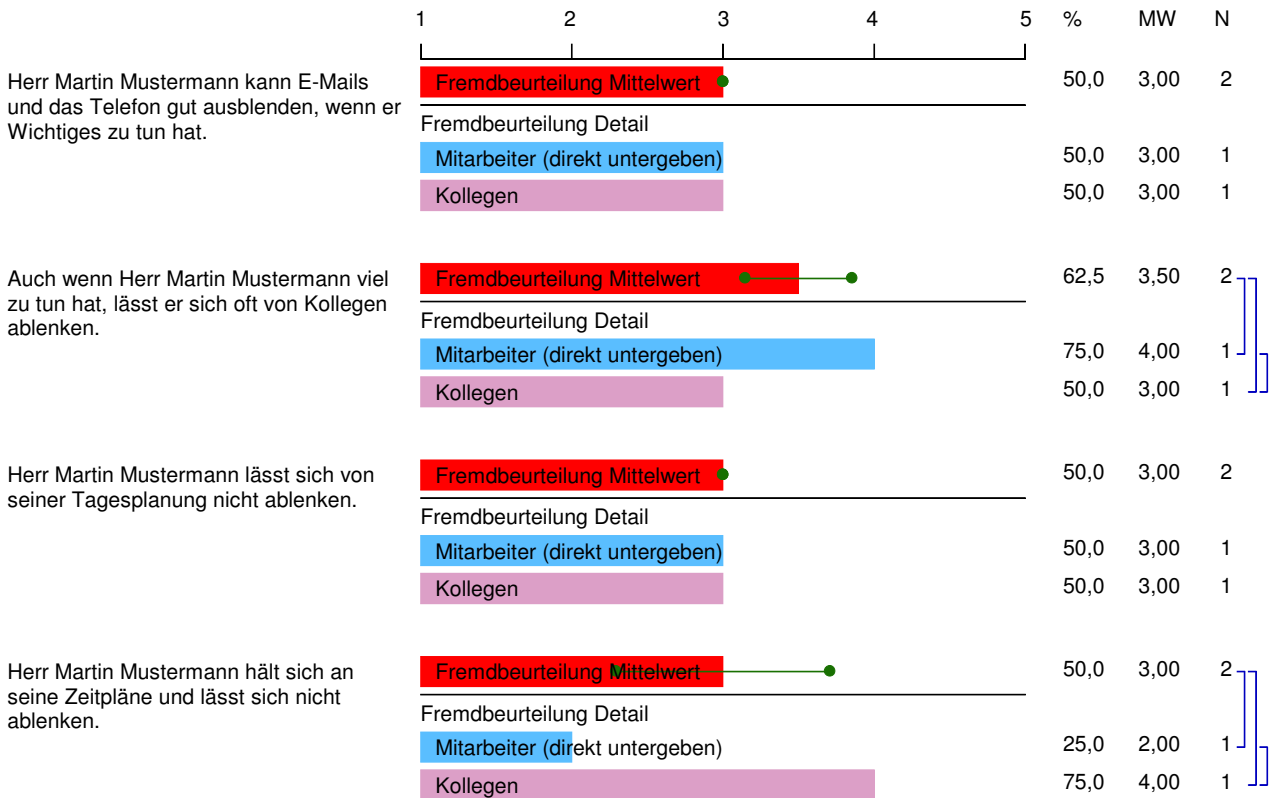 1 2 3 4 5 % MW N
Herr Martin Mustermann kann E-Mails
und das Telefon gut ausblenden, wenn er
Wichtiges zu tun hat.
Fremdbeurteilung Mittelwert 50,0 3,00 2
Fremdbeurteilung Detail
Mitarbeiter (direkt untergeben) 50,0 3,00 1
Kollegen 50,0 3,00 1
Auch wenn Herr Martin Mustermann viel
zu tun hat, lässt er sich oft von Kollegen
ablenken.
Fremdbeurteilung Mittelwert 62,5 3,50 2
Fremdbeurteilung Detail
Mitarbeiter (direkt untergeben) 75,0 4,00 1
Kollegen 50,0 3,00 1
Herr Martin Mustermann lässt sich von
seiner Tagesplanung nicht ablenken.
Fremdbeurteilung Mittelwert 50,0 3,00 2
Fremdbeurteilung Detail
Mitarbeiter (direkt untergeben) 50,0 3,00 1
Kollegen 50,0 3,00 1
Herr Martin Mustermann hält sich an
seine Zeitpläne und lässt sich nicht
ablenken.
Fremdbeurteilung Mittelwert 50,0 3,00 2
Fremdbeurteilung Detail
Mitarbeiter (direkt untergeben) 25,0 2,00 1
Kollegen 75,0 4,00 1